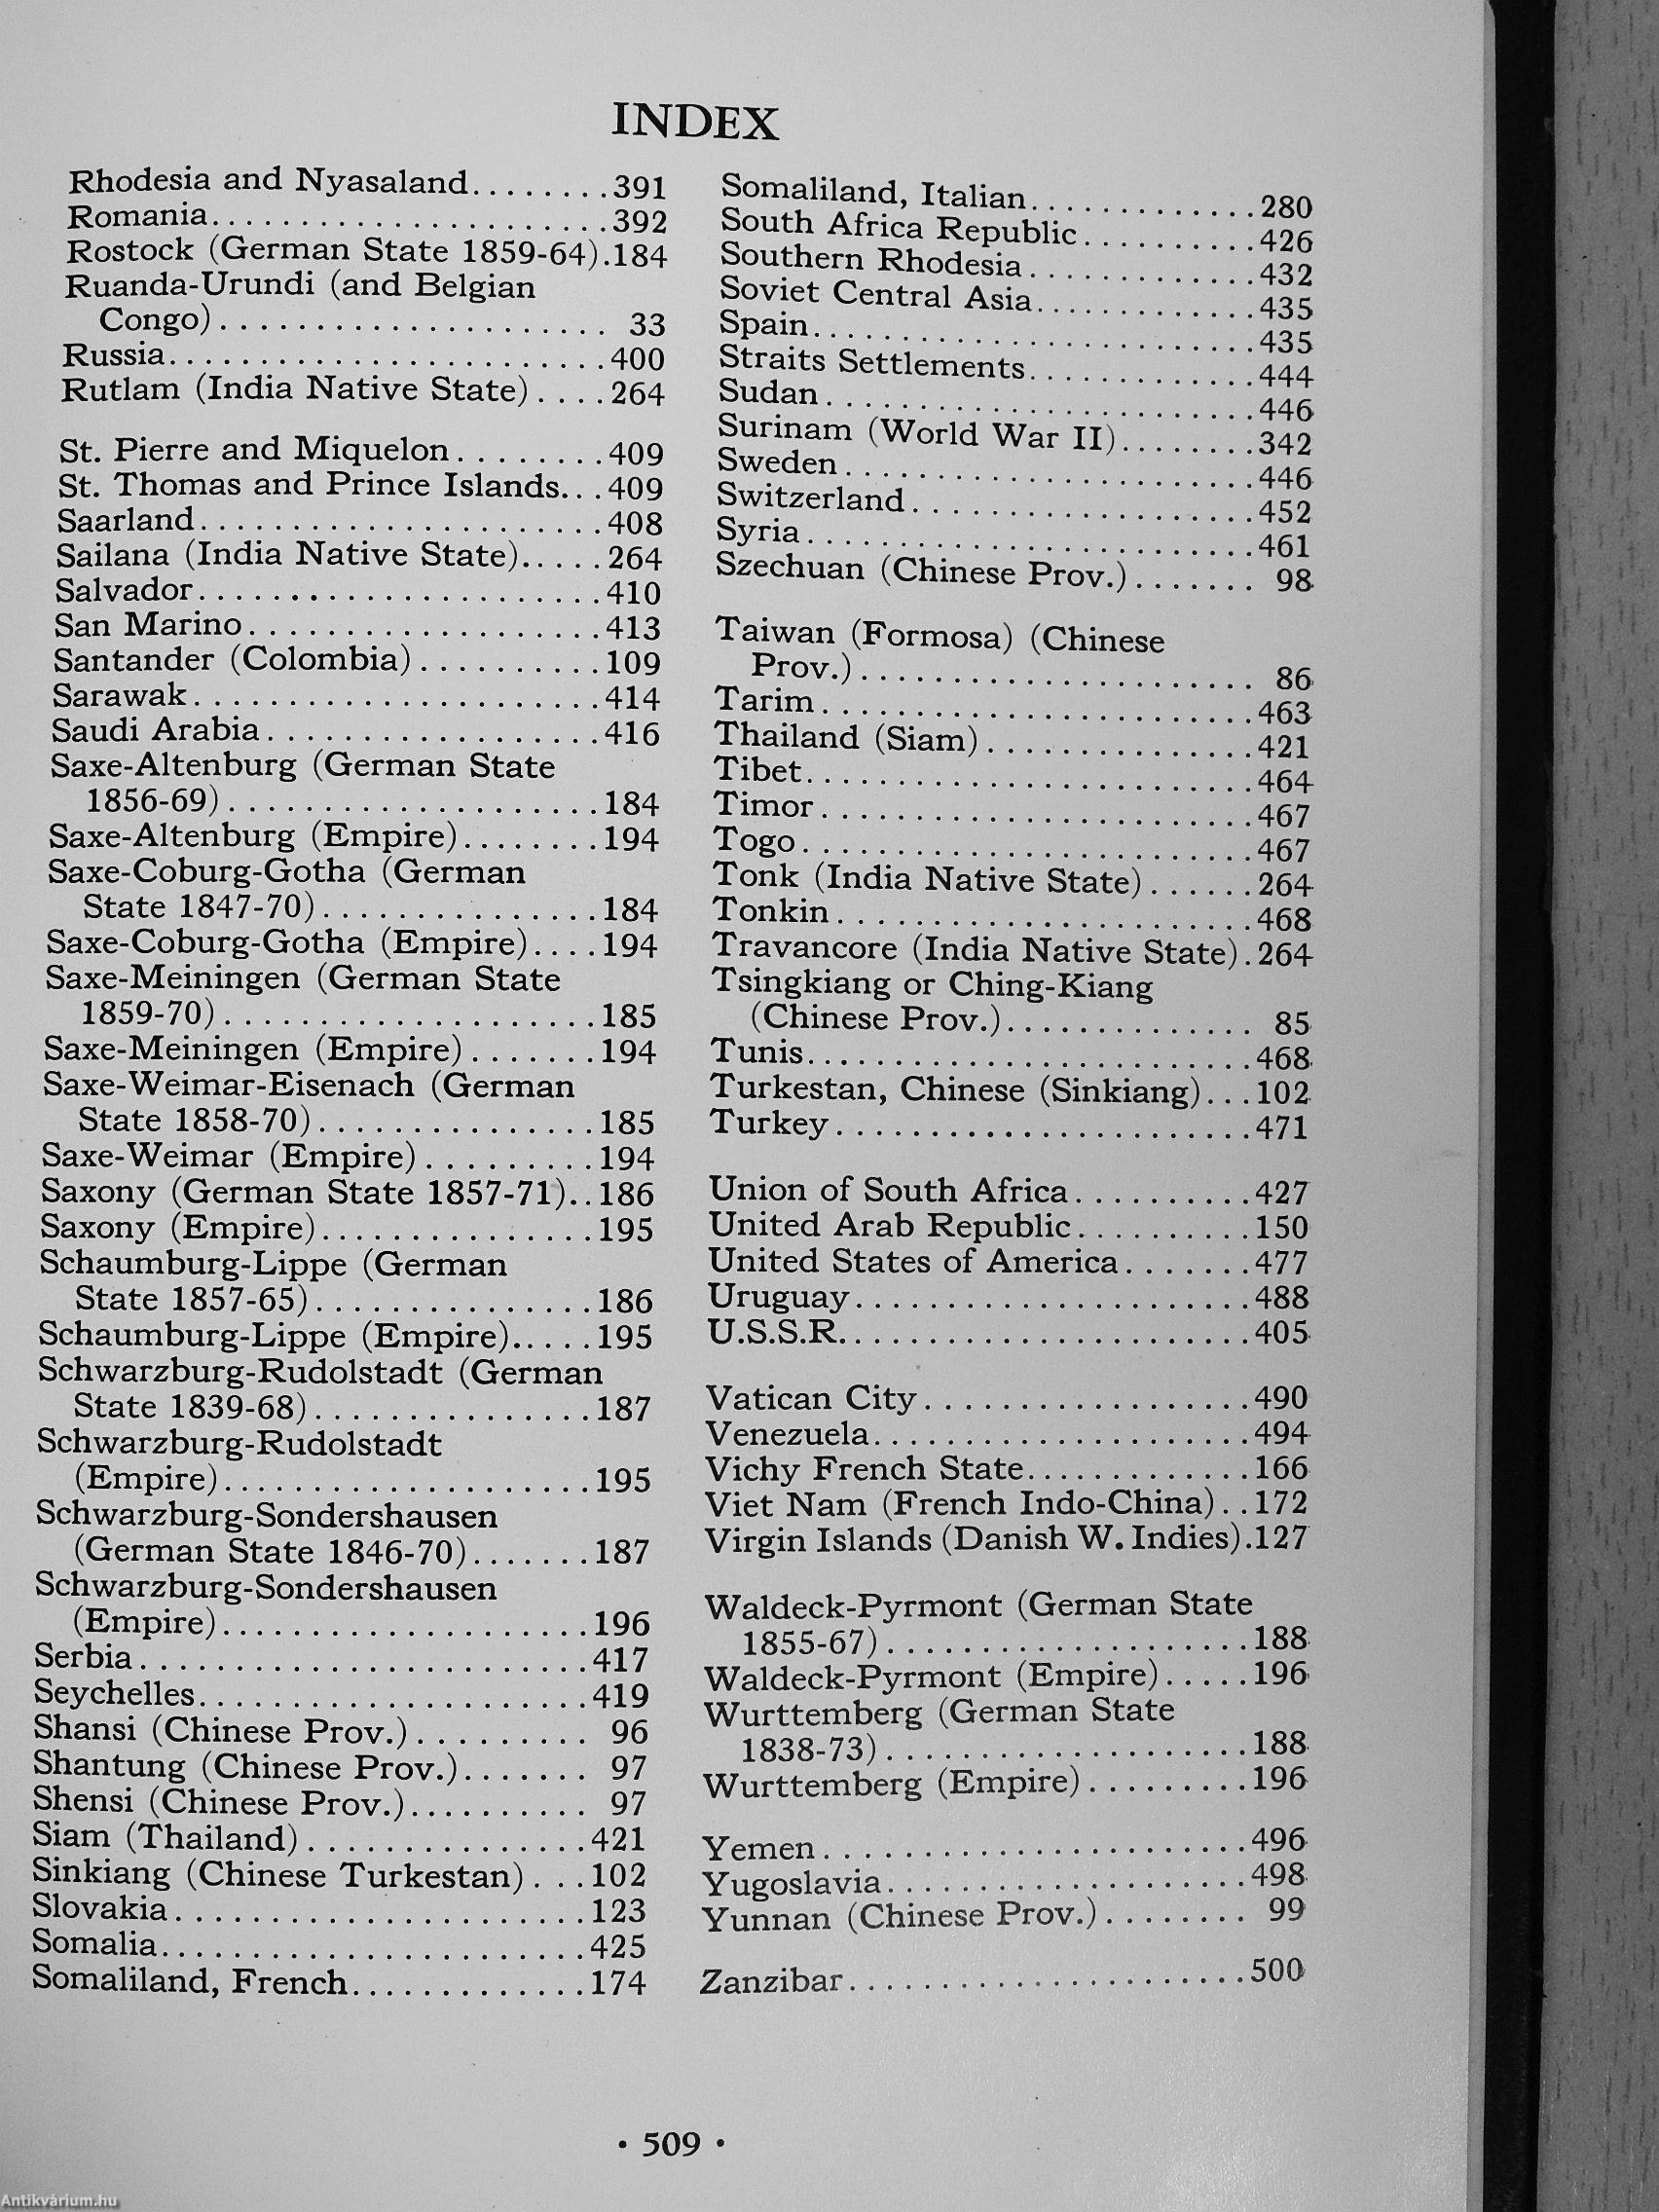 INDEX
Rhodesia and Nyasaland........391
Romania.....................392
Rostock (German State 1859-64).184
Ruanda-Urundi (and Belgian
Congo)..................... 33
Russia.......................400
Rutlam (India Native State)....264
St. Pierre and Miquelon........409
St. Thomas and Prince Islands...409
Saarland......................408
Sailana (India Native State).....264
Salvador......................410
San Marino...................413
Santander (Colombia)..........109
Sarawak......................414
Saudi Arabia..................416
Saxe-Altenburg (German State
1856-69)....................184
Saxe-Altenburg (Empire)........194
Saxe-Coburg-Gotha (German
State 1847-70)...............184
Saxe-Coburg-Gotha (Empire)....194
Saxe-Meiningen (German State
1859-70)....................185
Saxe-Meiningen (Empire).......194
Saxe-Weimar-Eisenach (German
State 1858-70)...............185
Saxe-Weimar (Empire).........194
Saxony (German State 1857-71)..186
Saxony (Empire)...............195
Schaumburg-Lippe (German
State 1857-65)...............186
Schaumburg-Lippe (Empire).....195
Schwarzburg-Rudolstadt (German
State 1839-68)...............187
Schwarzburg-Rudolstadt
(Empire)....................195
Schwarzburg-Sondershausen
(German State 1846-70).......187
Schwarzburg-Sondershausen
(Empire)....................196
Serbia........................417
Seychelles.....................419
Shansi (Chinese Prov.).......... 96
Shantung (Chinese Prov.)....... 97
Shensi (Chinese Prov.).......... 97
Siam (Thailand)...............421
Sinkiang (Chinese Turkestan)...102
Slovakia......................123
Somalia.......................425
Somaliland, French.............174
Somaliland, Italian.............280
South Africa Republic..........426
Southern Rhodesia.............432
Soviet Central Asia.............435
Spain........................435
Straits Settlements.............444
Sudan.......................446
Surinam (World War II)........342
Sweden......................446
Switzerland...................452
Syria.........................461
Szechuan (Chinese Prov.)....... 98
Taiwan (Formosa) (Chinese
Prov.)...................... 86
Tarim........................463
Thailand (Siam)...............421
Tibet.........................464
Timor........................467
Togo.........................467
Tonk (India Native State)......264
Tonkin.......................468
Travancore (India Native State).264
Tsingkiang or Ching-Kiang
(Chinese Prov.).............. 85
Tunis........................468
Turkestan, Chinese (Sinkiang)...102
Turkey.......................471
Union of South Africa..........427
United Arab Republic..........150
United States of America.......477
Uruguay......................488
U.S.S.R.......................405
Vatican City..................490
Venezuela.....................494
Vichy French State.............166
Viet Nam (French Indo-China)..172
Virgin Islands (Danish W. Indies).127
Waldeck-Pyrmont (German State
1855-67)....................188
Waldeck-Pyrmont (Empire).....196
Wurttemberg (German State
1838-73)....................188
Wurttemberg (Empire).........196
Yemen.......................496
Yugoslavia....................498
Yunnan (Chinese Prov.)........ 99
Zanzibar......................500
· 509 ·
Antikvárium.hu